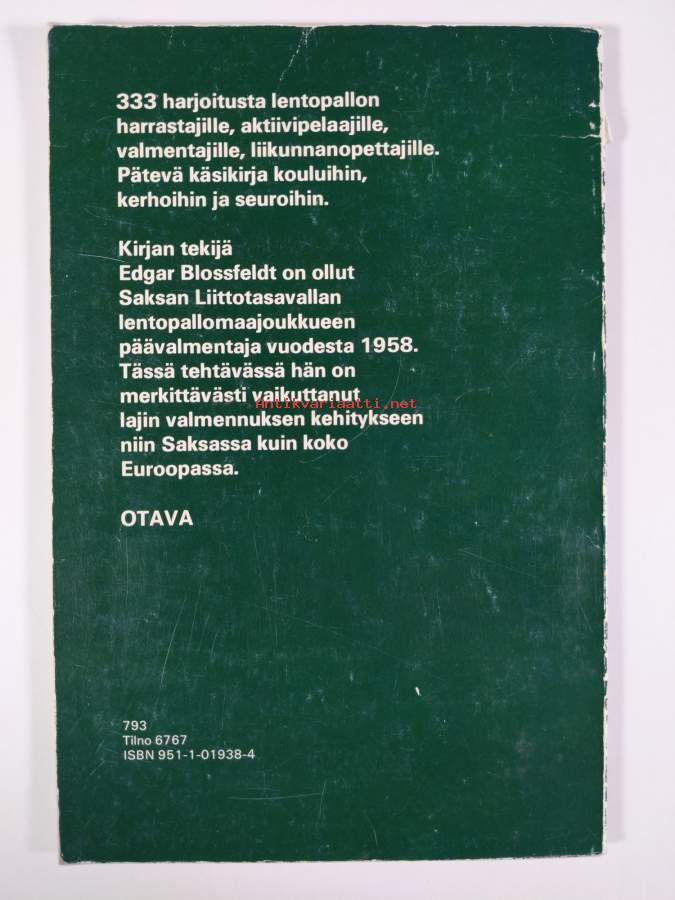 333 harjoitusta lentopallon
harrastajille, aktiivipelaajille,
valmentajille, liikunnanopettajille.
Pätevä käsikirja kouluihin,
kerhoihin ja seuroihin.
Kirjan tekijä
Edgar Blossfeldt on ollut
Saksan Liittotasavallan
lentopallomaajoukkueen
päävalmentaja vuodesta 1958.
Tässä tehtävässä hän on
merkittävästi vaikuttanut
Antikvariaatti.net
lajin valmennuksen kehitykseen
niin Saksassa kuin koko
Euroopassa.
OTAVA
793
Tilno 6767
ISBN 951-1-01938-4